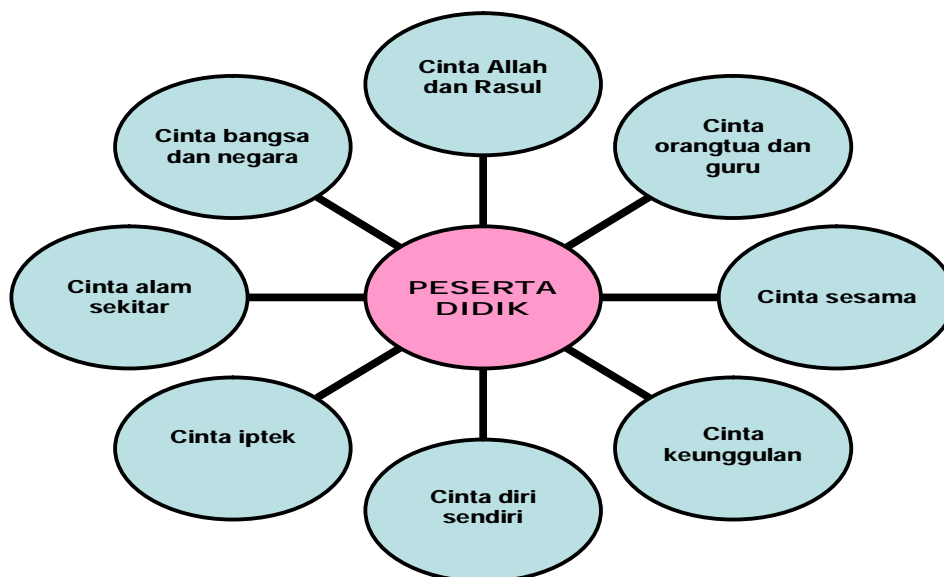 Cinta Allah
dan Rasul
Cinta
orangtua dan
guru
Cinta sesama
Cinta
keunggulan
Cinta diri
sendiri
Cinta iptek
Cinta alam
sekitar
Cinta bangsa
dan negara
PESERTA
DIDIK